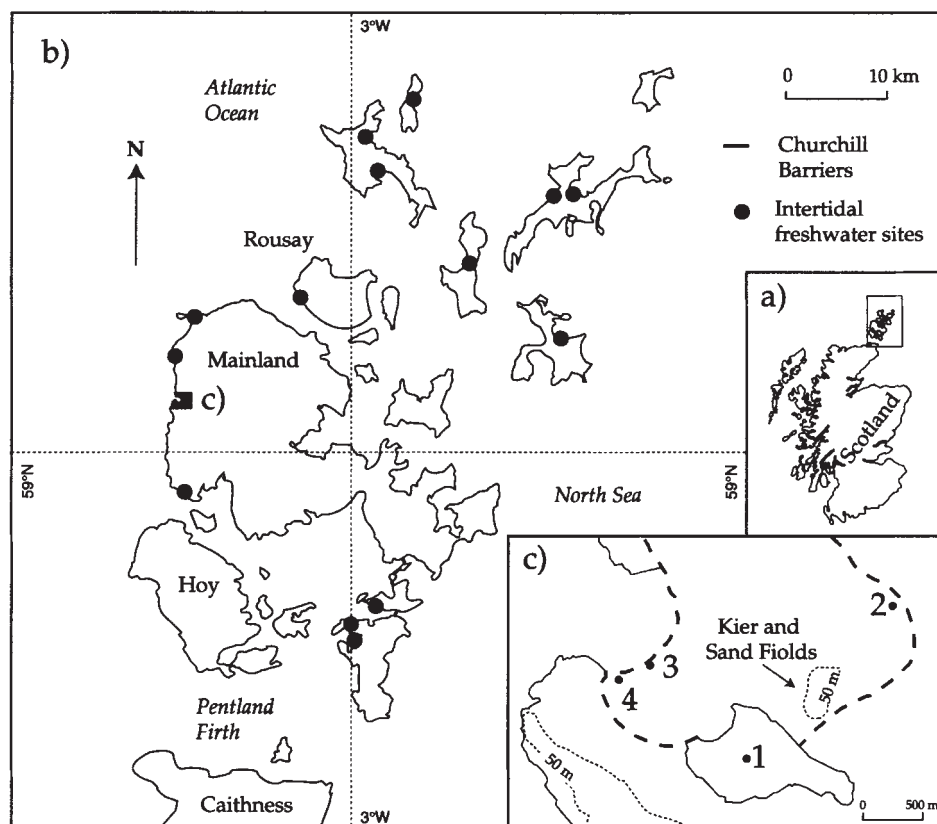 b)
3°W
Atlantic
Ocean
N
0 10 km
Churchill
Barriers
Intertidal
freshwater sites
Rousay
Mainland
c)
a)
Scotland
59°N
59°N
North Sea
Hoy
Pentland
Firth
Caithness
3°W
c)
2
Kier and
Sand Fiolds
50 m
3
4
1
50 m
0 500 m